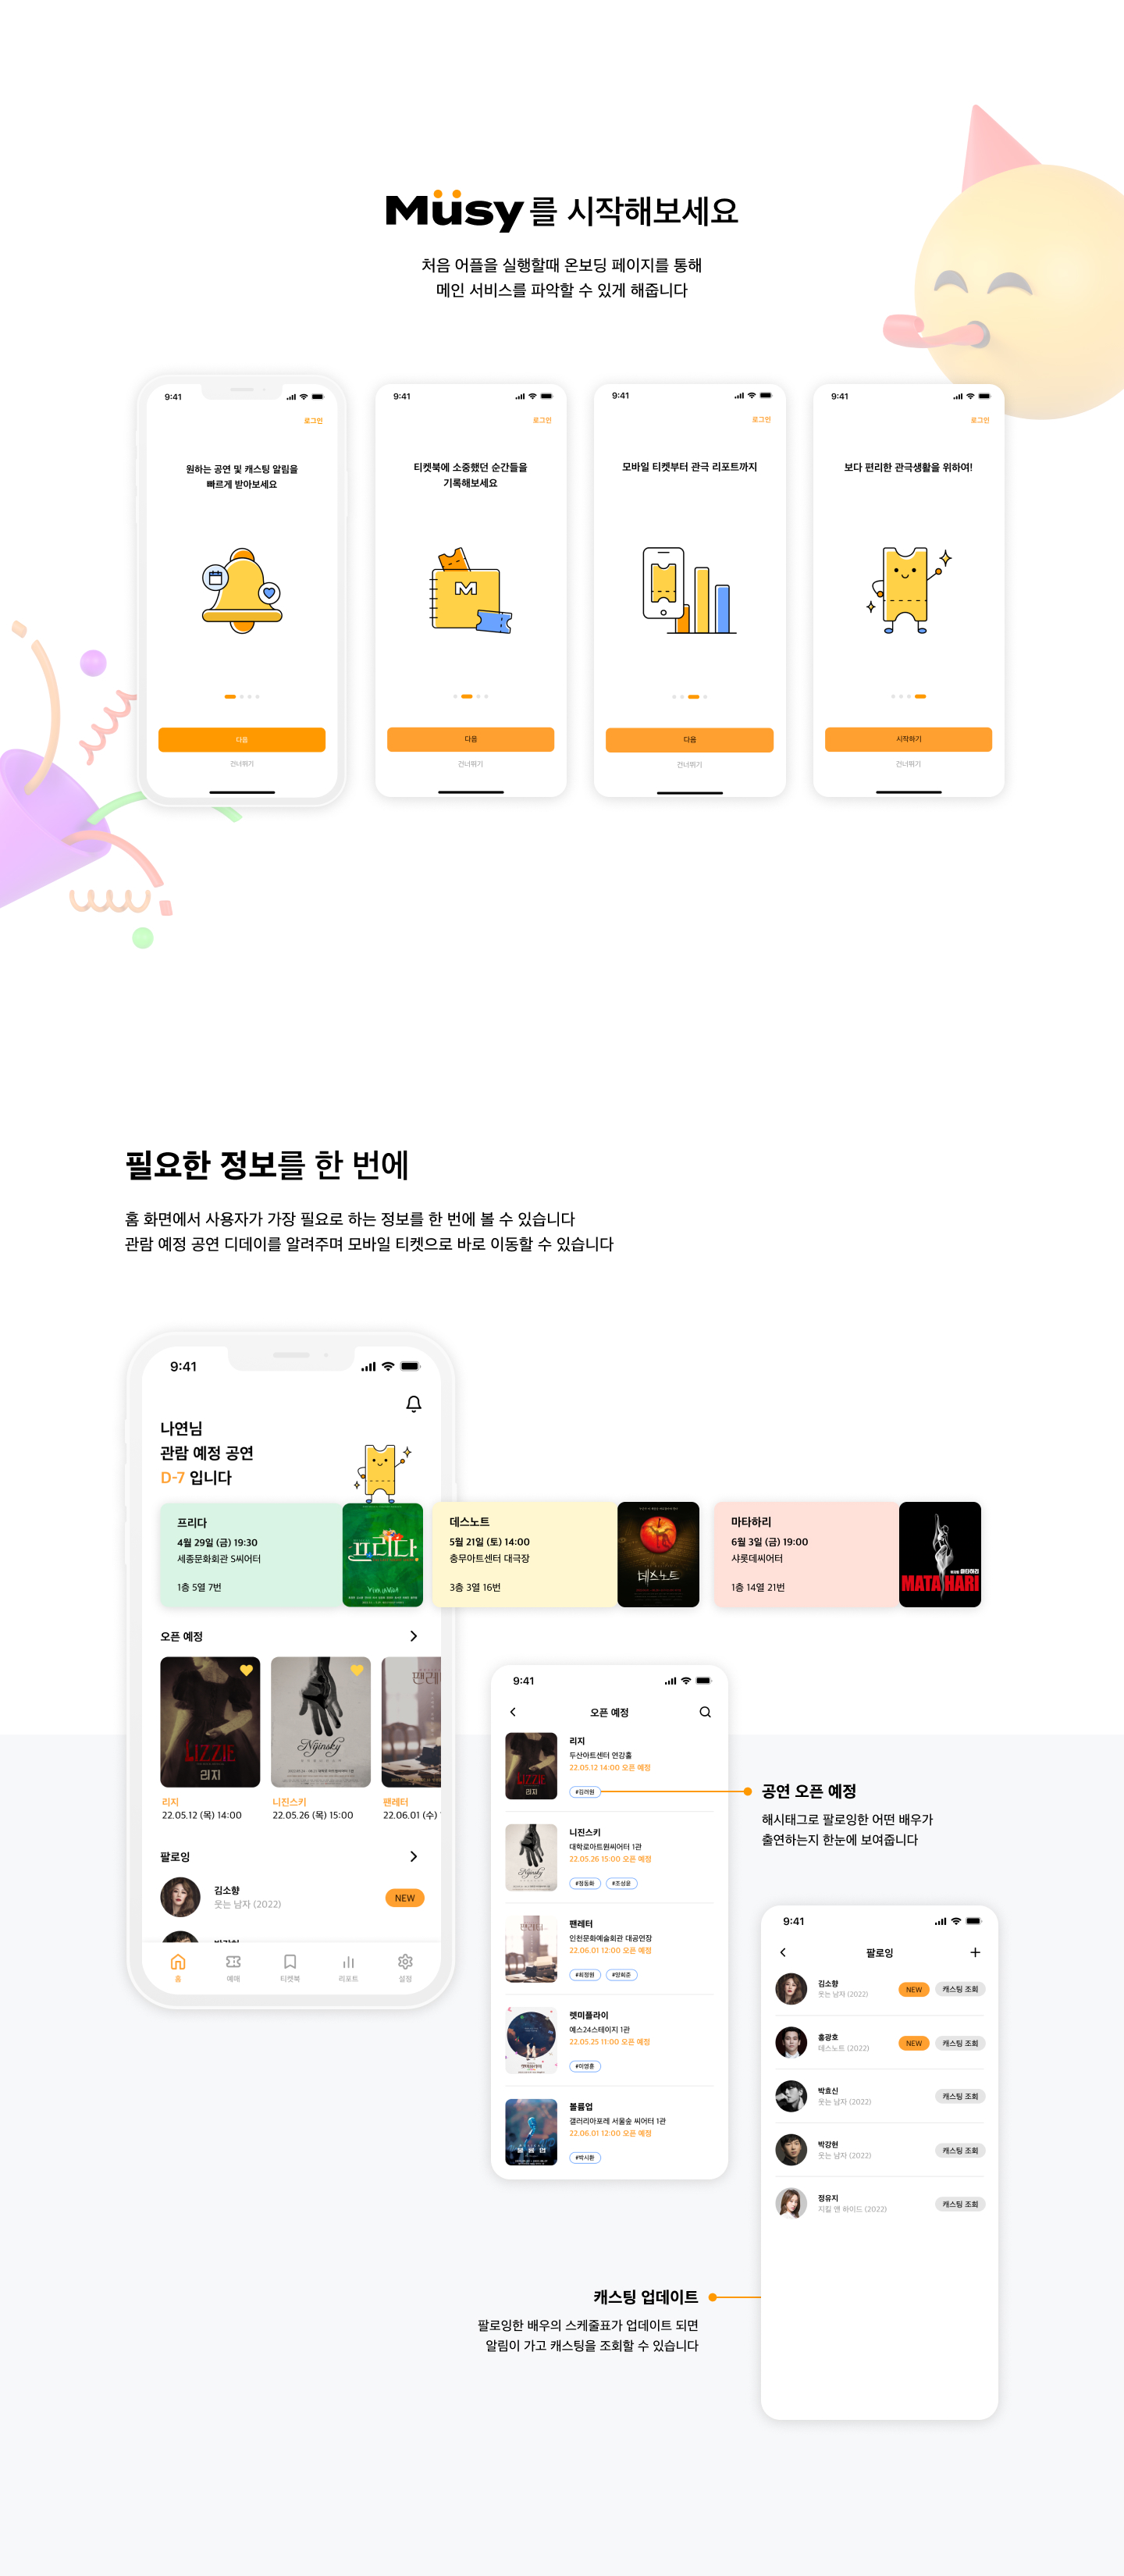 Müsy를 시작해보세요
처음 어플을 실행할때 온보딩 페이지를 통해
메인 서비스를 파악할 수 있게 해줍니다
9:41
로그인
원하는 공연 및 캐스팅 알림을
빠르게 받아보세요
다음
건너뛰기
9:41
로그인
티켓북에 소중했던 순간들을
기록해보세요
M
다음
건너뛰기
9:41
로그인
모바일 티켓부터 관극 리포트까지
다음
건너뛰기
9:41
로그인
보다 편리한 관극생활을 위하여!
시작하기
건너뛰기
필요한 정보를 한 번에
홈 화면에서 사용자가 가장 필요로 하는 정보를 한 번에 볼 수 있습니다
관람 예정 공연 디데이를 알려주며 모바일 티켓으로 바로 이동할 수 있습니다
9:41
나연님
관람 예정 공연
D-7 입니다
프리다
4월 29일 (금) 19:30
세종문화회관 S씨어터
1층 5열 7번
프리다
데스노트
5월 21일 (토) 14:00
충무아트센터 대극장
3층 3열 16번
데스노트
마타하리
6월 3일 (금) 19:00
샤롯데씨어터
1층 14열 21번
MATA HARI
오픈 예정
LIZZIE
리지
Nijinsky
팬레터
리지
22.05.12 (목) 14:00
니진스키
22.05.26 (목) 15:00
팬레터
22.06.01 (수)
팔로잉
김소향
웃는 남자 (2022)
NEW
홈
예매
티켓북
리포트
설정
9:41
오픈 예정
LIZZIE
리지
리지
두산아트센터 연강홀
22.05.12 14:00 오픈 예정
#김려원
Nijinsky
니진스키
대학로아트원씨어터 1관
22.05.26 15:00 오픈 예정
#정동화
#조성윤
팬레터
인천문화예술회관 대공연장
22.06.01 12:00 오픈 예정
렛미플라이
예스24스테이지 1관
22.05.25 11:00 오픈 예정
#이형훈
볼륨업
볼륨업
갤러리아포레 서울숲 씨어터 1관
22.06.01 12:00 오픈 예정
#박시환
공연 오픈 예정
해시태그로 팔로잉한 어떤 배우가
출연하는지 한눈에 보여줍니다
9:41
팔로잉
김소향
웃는 남자 (2022)
NEW
캐스팅 조회
홍광호
데스노트 (2022)
NEW
캐스팅 조회
박효신
웃는 남자 (2022)
캐스팅 조회
박강현
웃는 남자 (2022)
캐스팅 조회
정유지
지킬 앤 하이드 (2022)
캐스팅 조회
캐스팅 업데이트
팔로잉한 배우의 스케줄표가 업데이트 되면
알림이 가고 캐스팅을 조회할 수 있습니다